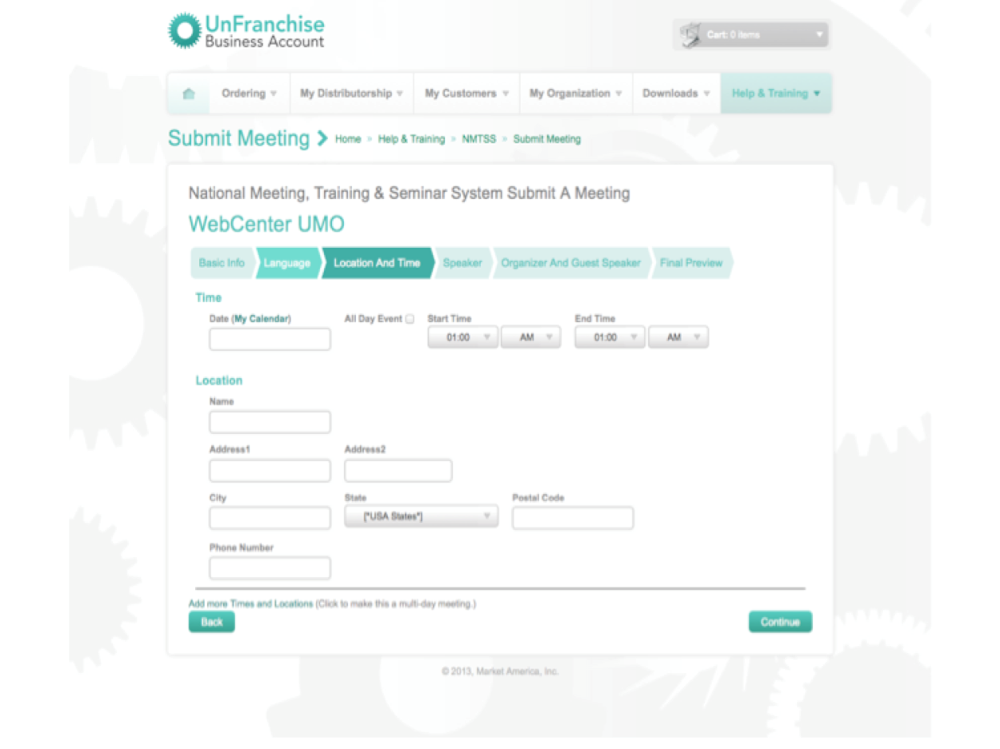 UnFranchise
Business Account
Cart: 0 items
Ordering My Distributorship My Customers My Organization Downloads Help & Training
Submit Meeting Home » Help & Training » NMTSS » Submit Meeting
National Meeting, Training & Seminar System Submit A Meeting
WebCenter UMO
Basic Info Language Location And Time Speaker Organizer And Guest Speaker Final Preview
Time
Date (My Calendar) All Day Event Start Time End Time
01:00 AM 01:00 AM
Location
Name
Address1 Address2
City State Postal Code
[*USA States*]
Phone Number
Add more Times and Locations (Click to make this a multi-day meeting.)
Back Continue
© 2013, Market America, Inc.